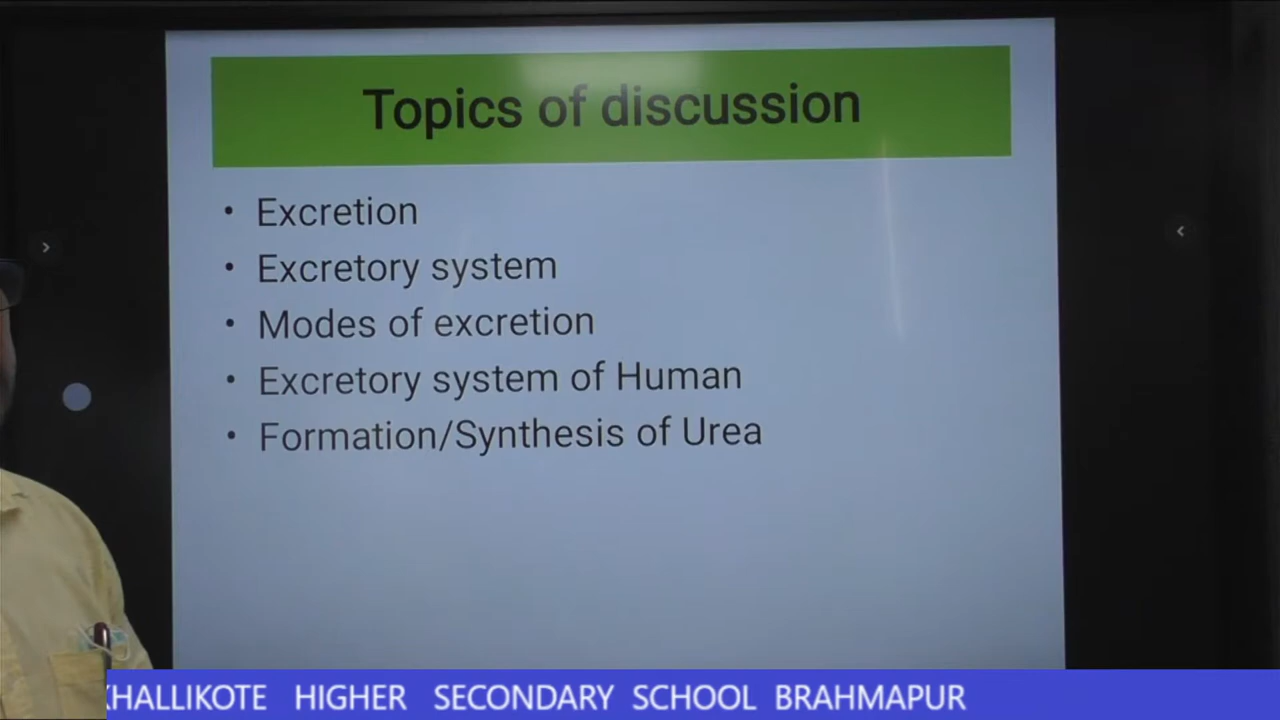 Topics of discussion
• Excretion
• Excretory system
• Modes of excretion
• Excretory system of Human
• Formation/Synthesis of Urea
KHALLIKOTE HIGHER SECONDARY SCHOOL BRAHMAPUR